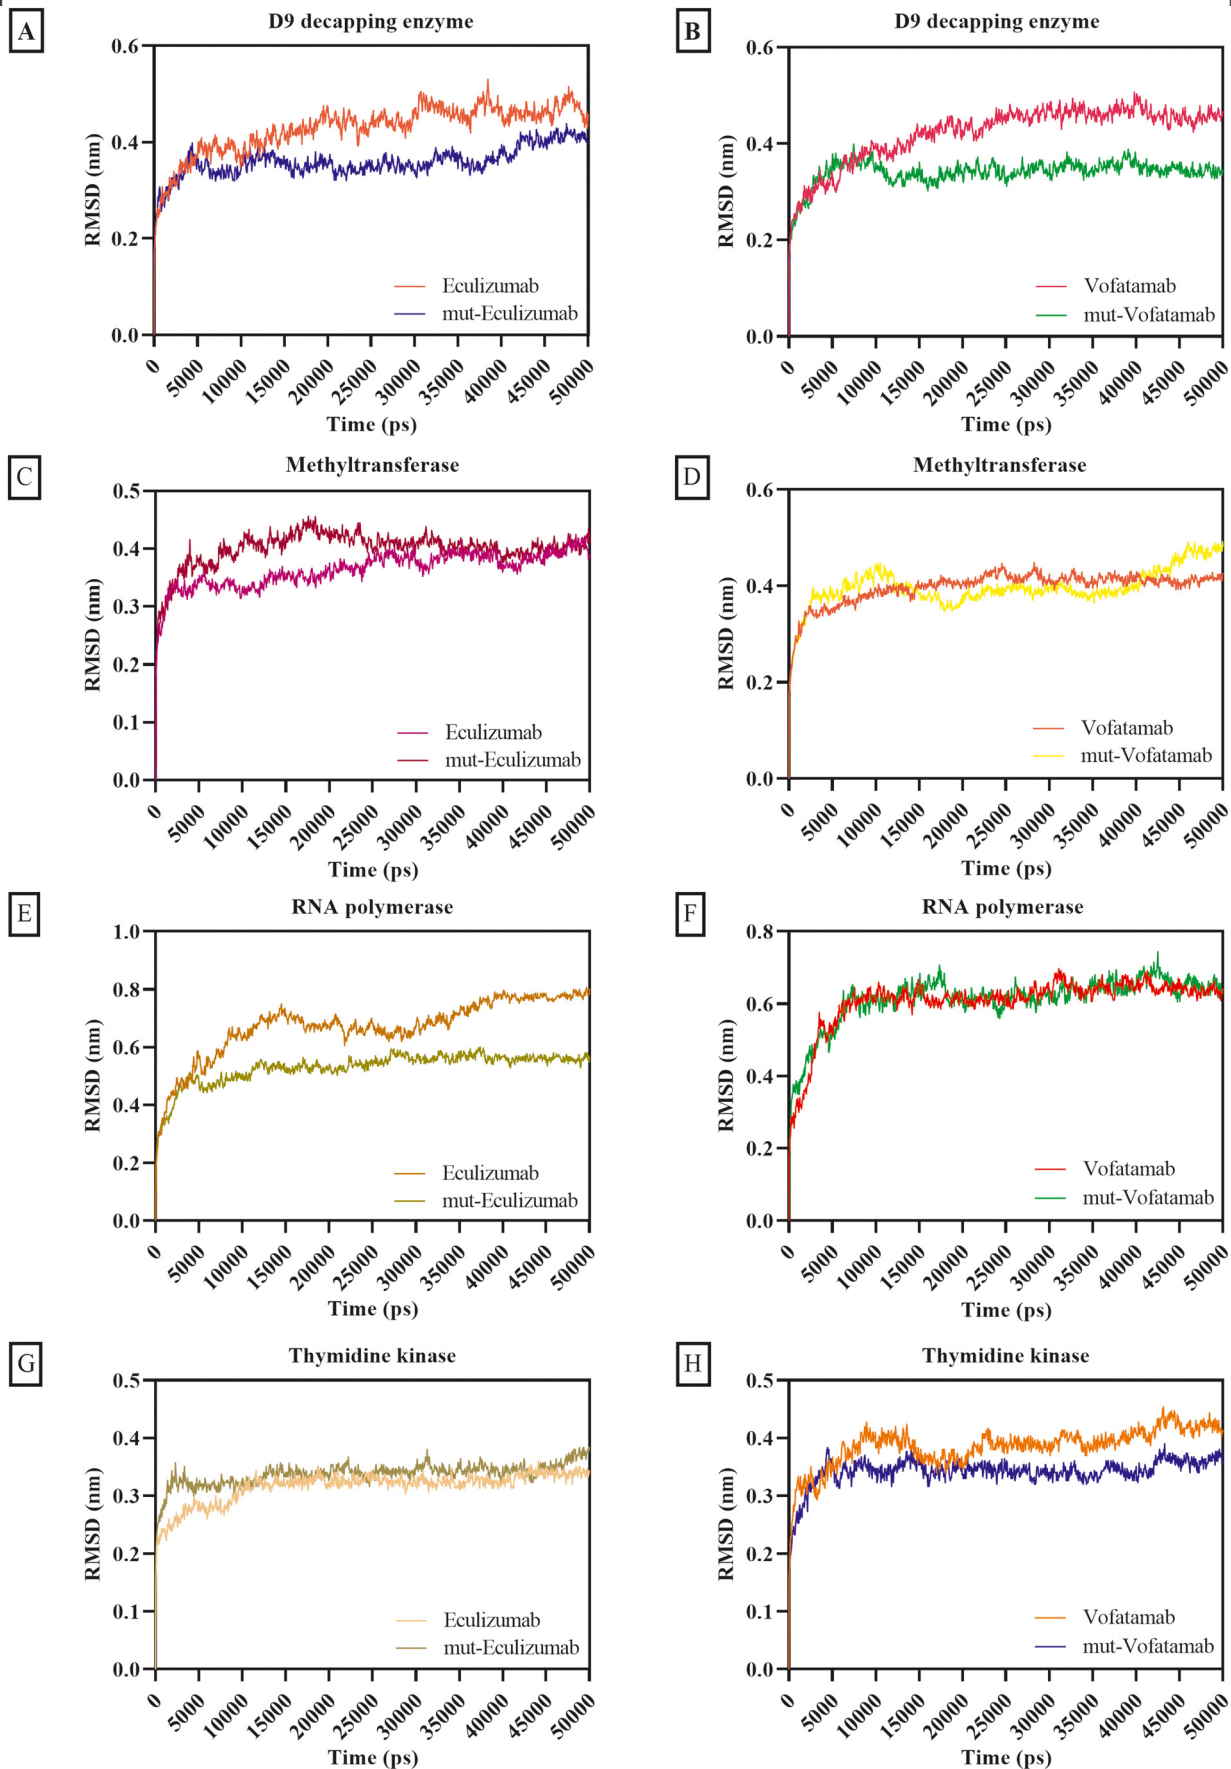 A
D9 decapping enzyme
RMSD (nm)
0.6
0.4
0.2
0.0
Eculizumab
mut-Eculizumab
0 5000 10000 15000 20000 25000 30000 35000 40000 45000 50000
Time (ps)
B
D9 decapping enzyme
RMSD (nm)
0.6
0.4
0.2
0.0
Vofatamab
mut-Vofatamab
0 5000 10000 15000 20000 25000 30000 35000 40000 45000 50000
Time (ps)
C
Methyltransferase
RMSD (nm)
0.5
0.4
0.3
0.2
0.1
0.0
Eculizumab
mut-Eculizumab
0 5000 10000 15000 20000 25000 30000 35000 40000 45000 50000
Time (ps)
D
Methyltransferase
RMSD (nm)
0.6
0.4
0.2
0.0
Vofatamab
mut-Vofatamab
0 5000 10000 15000 20000 25000 30000 35000 40000 45000 50000
Time (ps)
E
RNA polymerase
RMSD (nm)
1.0
0.8
0.6
0.4
0.2
0.0
Eculizumab
mut-Eculizumab
0 5000 10000 15000 20000 25000 30000 35000 40000 45000 50000
Time (ps)
F
RNA polymerase
RMSD (nm)
0.8
0.6
0.4
0.2
0.0
Vofatamab
mut-Vofatamab
0 5000 10000 15000 20000 25000 30000 35000 40000 45000 50000
Time (ps)
G
Thymidine kinase
RMSD (nm)
0.5
0.4
0.3
0.2
0.1
0.0
Eculizumab
mut-Eculizumab
0 5000 10000 15000 20000 25000 30000 35000 40000 45000 50000
Time (ps)
H
Thymidine kinase
RMSD (nm)
0.5
0.4
0.3
0.2
0.1
0.0
Vofatamab
mut-Vofatamab
0 5000 10000 15000 20000 25000 30000 35000 40000 45000 50000
Time (ps)